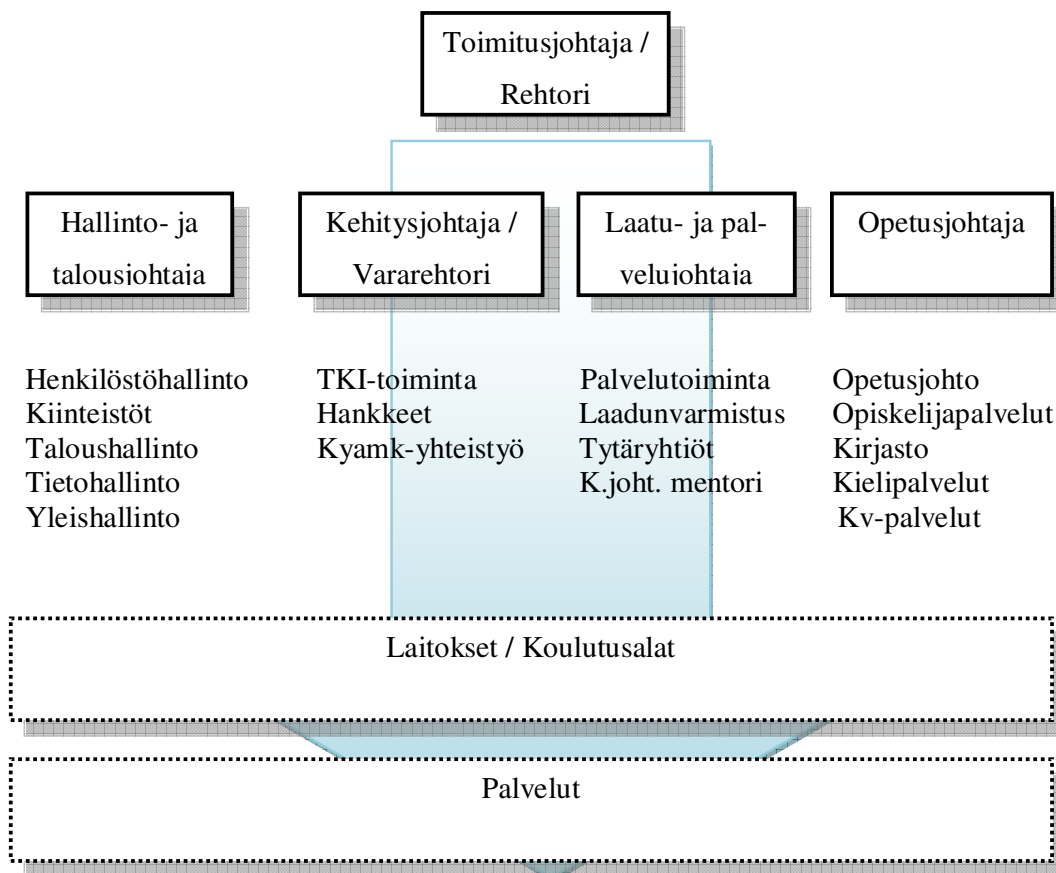 Toimitusjohtaja /
Rehtori
Hallinto- ja
talousjohtaja
Kehitysjohtaja /
Vararehtori
Laatu- ja pal-
velujohtaja
Opetusjohtaja
Henkilöstöhallinto
Kiinteistöt
Taloushallinto
Tietohallinto
Yleishallinto
TKI-toiminta
Hankkeet
Kyamk-yhteistyö
Palvelutoiminta
Laadunvarmistus
Tytäryhtiöt
K.joht. mentori
Opetusjohto
Opiskelijapalvelut
Kirjasto
Kielipalvelut
Kv-palvelut
Laitokset / Koulutusalat
Palvelut